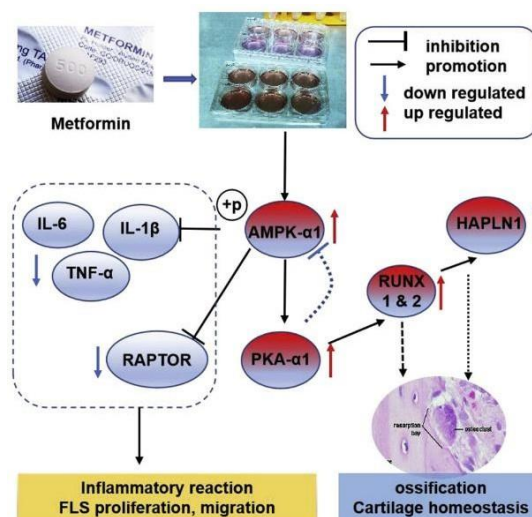 METFORMIN
500
Metformin
inhibition
promotion
down regulated
up regulated
+p
IL-6
IL-1β
TNF-α
AMPK-α1
HAPLN1
RUNX
1 & 2
RAPTOR
PKA-α1
resorption
bay
osteoclast
Inflammatory reaction
FLS proliferation, migration
ossification
Cartilage homeostasis